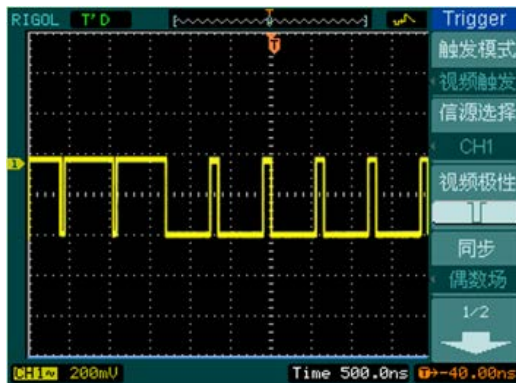 RIGOL T'D
T
Trigger
触发模式
视频触发
信源选择
CH1
视频极性
同步
偶数场
1/2
T
1
CH1~ 200mV Time 500.0ns T→-40.00ns